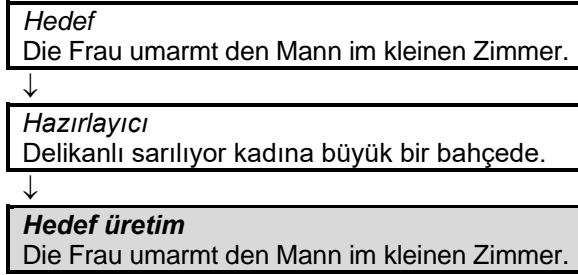 Hedef
Die Frau umarmt den Mann im kleinen Zimmer.
↓
Hazırlayıcı
Delikanlı sarılıyor kadına büyük bir bahçede.
↓
Hedef üretim
Die Frau umarmt den Mann im kleinen Zimmer.